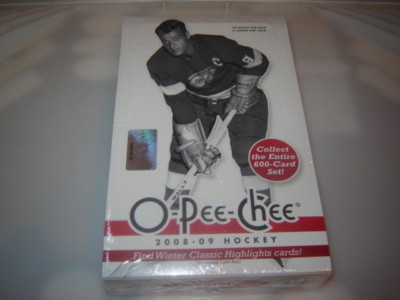 C
Collect
the Entire
600-Card
Set!
O-Pee-Chee®
2008-09 HOCKEY
Find Winter Classic Highlights cards!